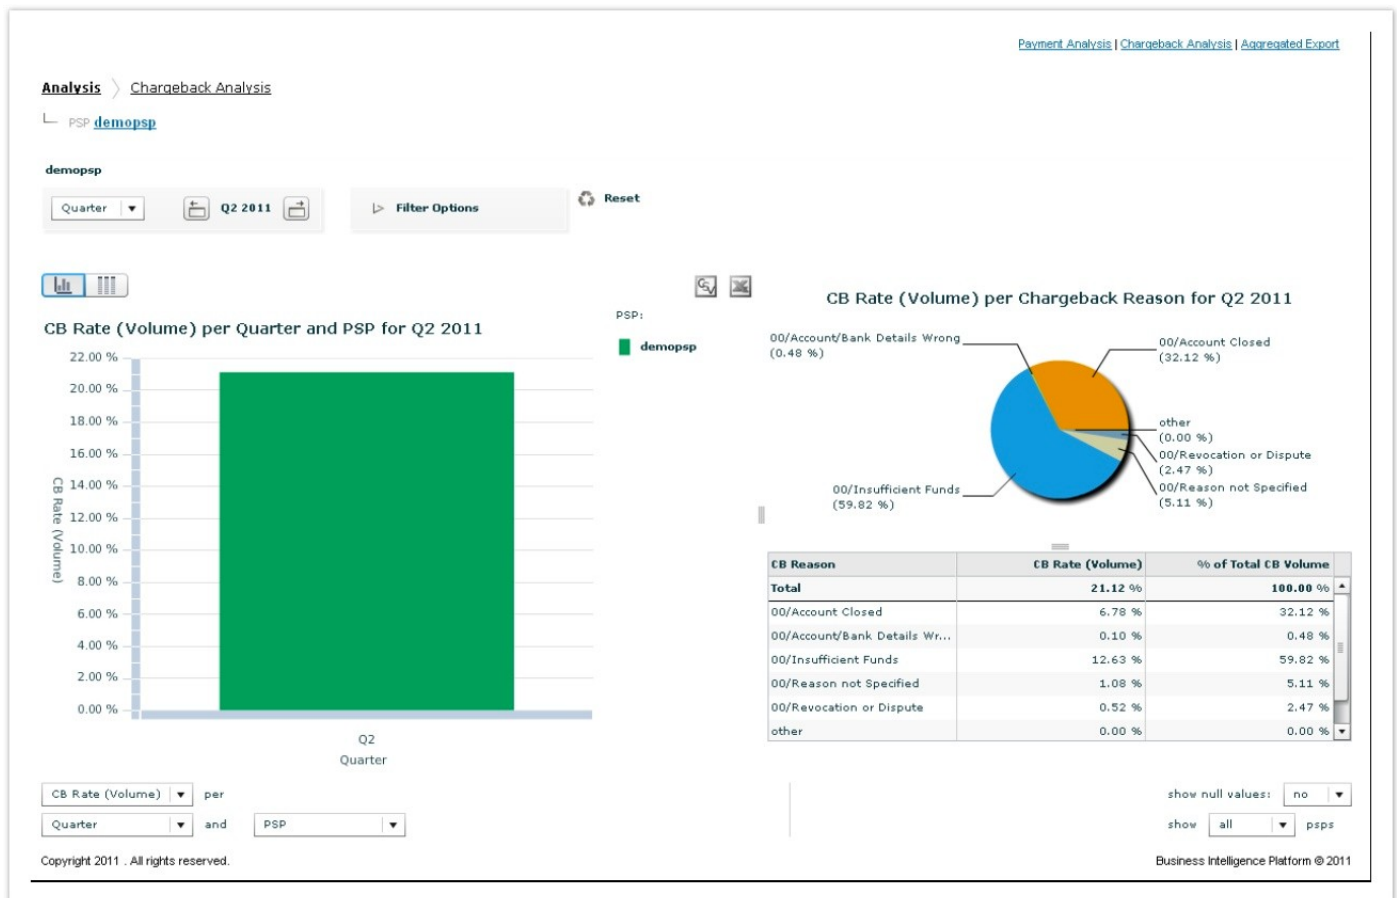 Payment Analysis | Chargeback Analysis | Aggregated Export
Analysis Chargeback Analysis
PSP demopsp
demopsp
Quarter Q2 2011 Filter Options Reset
CSV
CB Rate (Volume) per Quarter and PSP for Q2 2011
PSP:
demopsp
22.00 %
20.00 %
18.00 %
16.00 %
14.00 %
12.00 %
10.00 %
8.00 %
6.00 %
4.00 %
2.00 %
0.00 %
CB Rate (Volume)
Q2
Quarter
CB Rate (Volume) per Chargeback Reason for Q2 2011
00/Account/Bank Details Wrong
(0.48 %)
00/Account Closed
(32.12 %)
other
(0.00 %)
00/Revocation or Dispute
(2.47 %)
00/Reason not Specified
(5.11 %)
00/Insufficient Funds
(59.82 %)
CB Reason CB Rate (Volume) % of Total CB Volume
Total 21.12 % 100.00 %
00/Account Closed 6.78 % 32.12 %
00/Account/Bank Details Wr... 0.10 % 0.48 %
00/Insufficient Funds 12.63 % 59.82 %
00/Reason not Specified 1.08 % 5.11 %
00/Revocation or Dispute 0.52 % 2.47 %
other 0.00 % 0.00 %
CB Rate (Volume) per
Quarter and PSP
show null values: no
show all psps
Copyright 2011 . All rights reserved.
Business Intelligence Platform © 2011